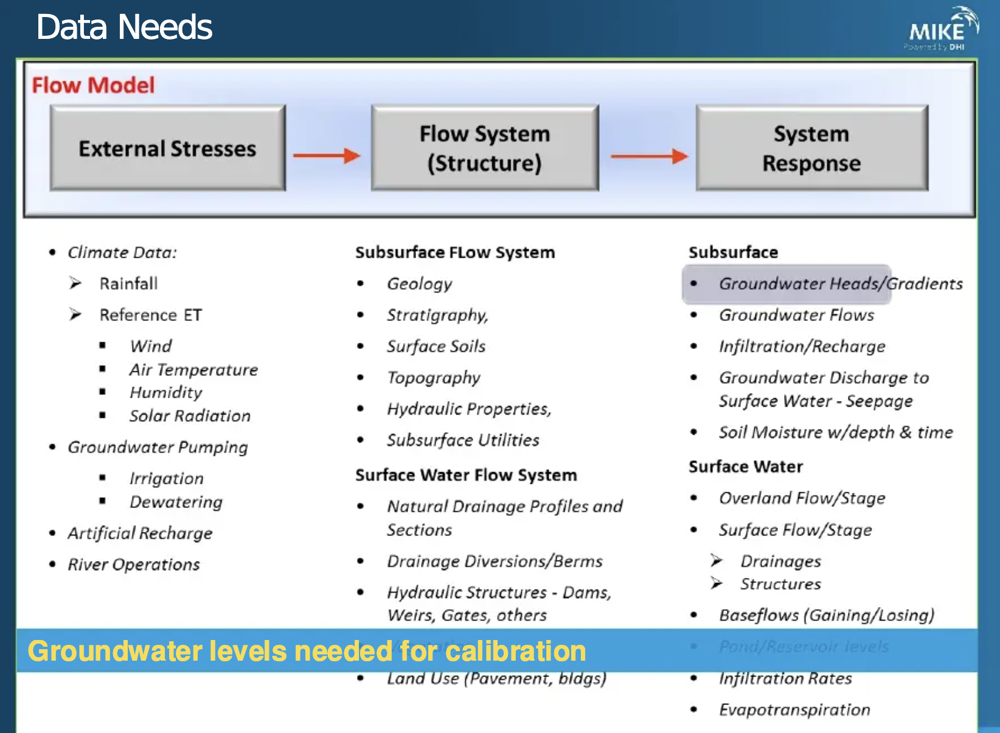 Data Needs
MIKE
Powered by DHI
Flow Model
External Stresses
Flow System
(Structure)
System
Response
• Climate Data:
➢ Rainfall
➢ Reference ET
▪ Wind
▪ Air Temperature
▪ Humidity
▪ Solar Radiation
• Groundwater Pumping
▪ Irrigation
▪ Dewatering
• Artificial Recharge
• River Operations
Subsurface FLow System
• Geology
• Stratigraphy,
• Surface Soils
• Topography
• Hydraulic Properties,
• Subsurface Utilities
Surface Water Flow System
• Natural Drainage Profiles and
Sections
• Drainage Diversions/Berms
• Hydraulic Structures - Dams,
Weirs, Gates, others
• Land Use (Pavement, bldgs)
Subsurface
• Groundwater Heads/Gradients
• Groundwater Flows
• Infiltration/Recharge
• Groundwater Discharge to
Surface Water - Seepage
• Soil Moisture w/depth & time
Surface Water
• Overland Flow/Stage
• Surface Flow/Stage
➢ Drainages
➢ Structures
• Baseflows (Gaining/Losing)
• Pond/Reservoir levels
• Infiltration Rates
• Evapotranspiration
Groundwater levels needed for calibration